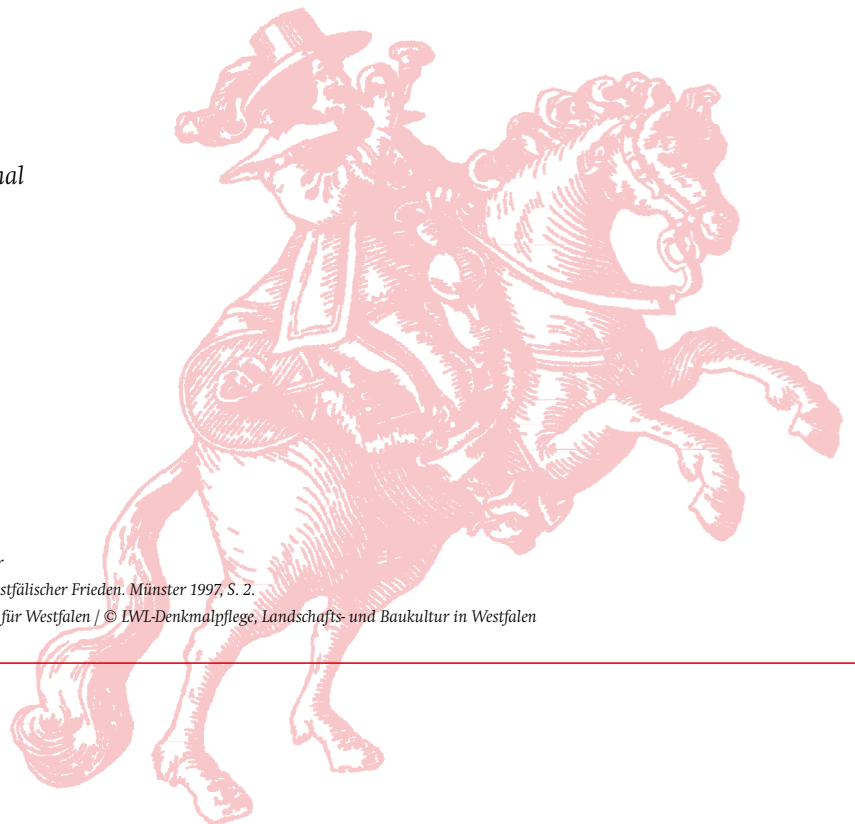 nal
r
stfälischer Frieden. Münster 1997, S. 2.
für Westfalen / © LWL-Denkmalpflege, Landschafts- und Baukultur in Westfalen